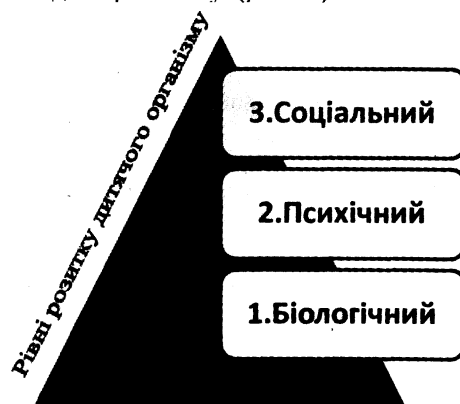 Рівні розитку дитячого організму
3.Соціальний
2.Психічний
1.Біологічний